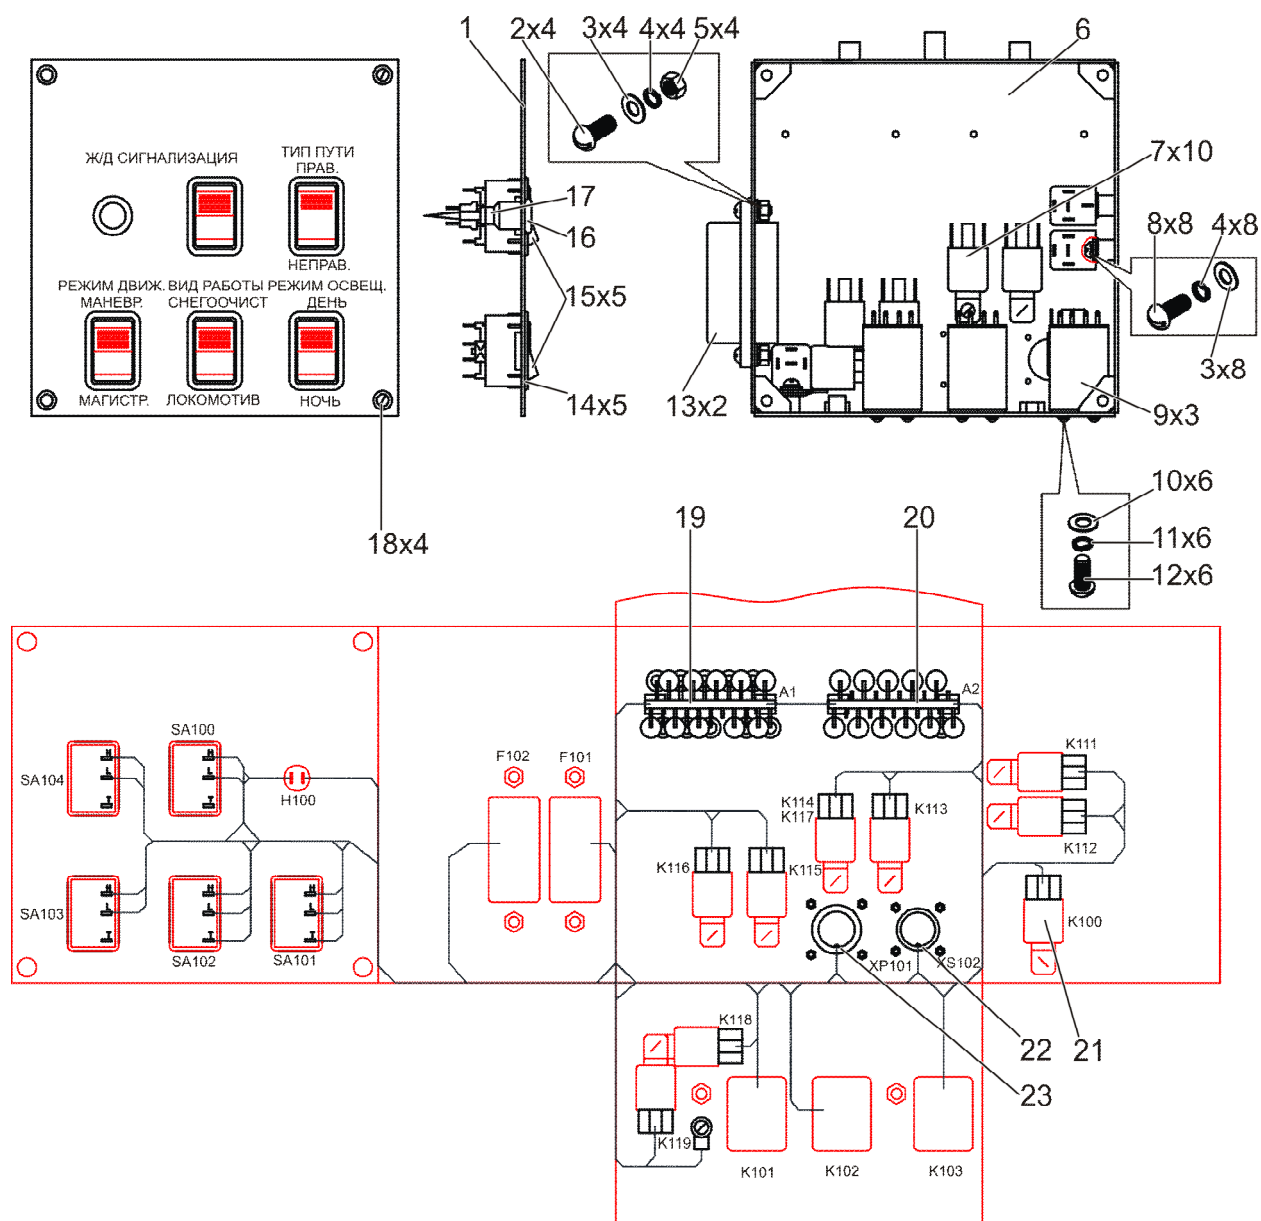 1
2x4
3x4
4x4
5x4
6
Ж/Д СИГНАЛИЗАЦИЯ
ТИП ПУТИ
ПРАВ.
НЕПРАВ.
РЕЖИМ ДВИЖ.
ВИД РАБОТЫ
РЕЖИМ ОСВЕЩ.
МАНЕВР.
СНЕГООЧИСТ
ДЕНЬ
МАГИСТР.
ЛОКОМОТИВ
НОЧЬ
17
16
15x5
14x5
13x2
7x10
8x8
4x8
3x8
9x3
10x6
11x6
12x6
18x4
19
20
A1
A2
SA100
SA104
H
L
T
H
L
T
H100
SA103
H
L
T
H
L
T
H
L
T
SA102
SA101
F102
F101
K111
K112
K114
K117
K113
K116
K115
K100
XP101
XS102
22
21
23
K118
K119
K101
K102
K103